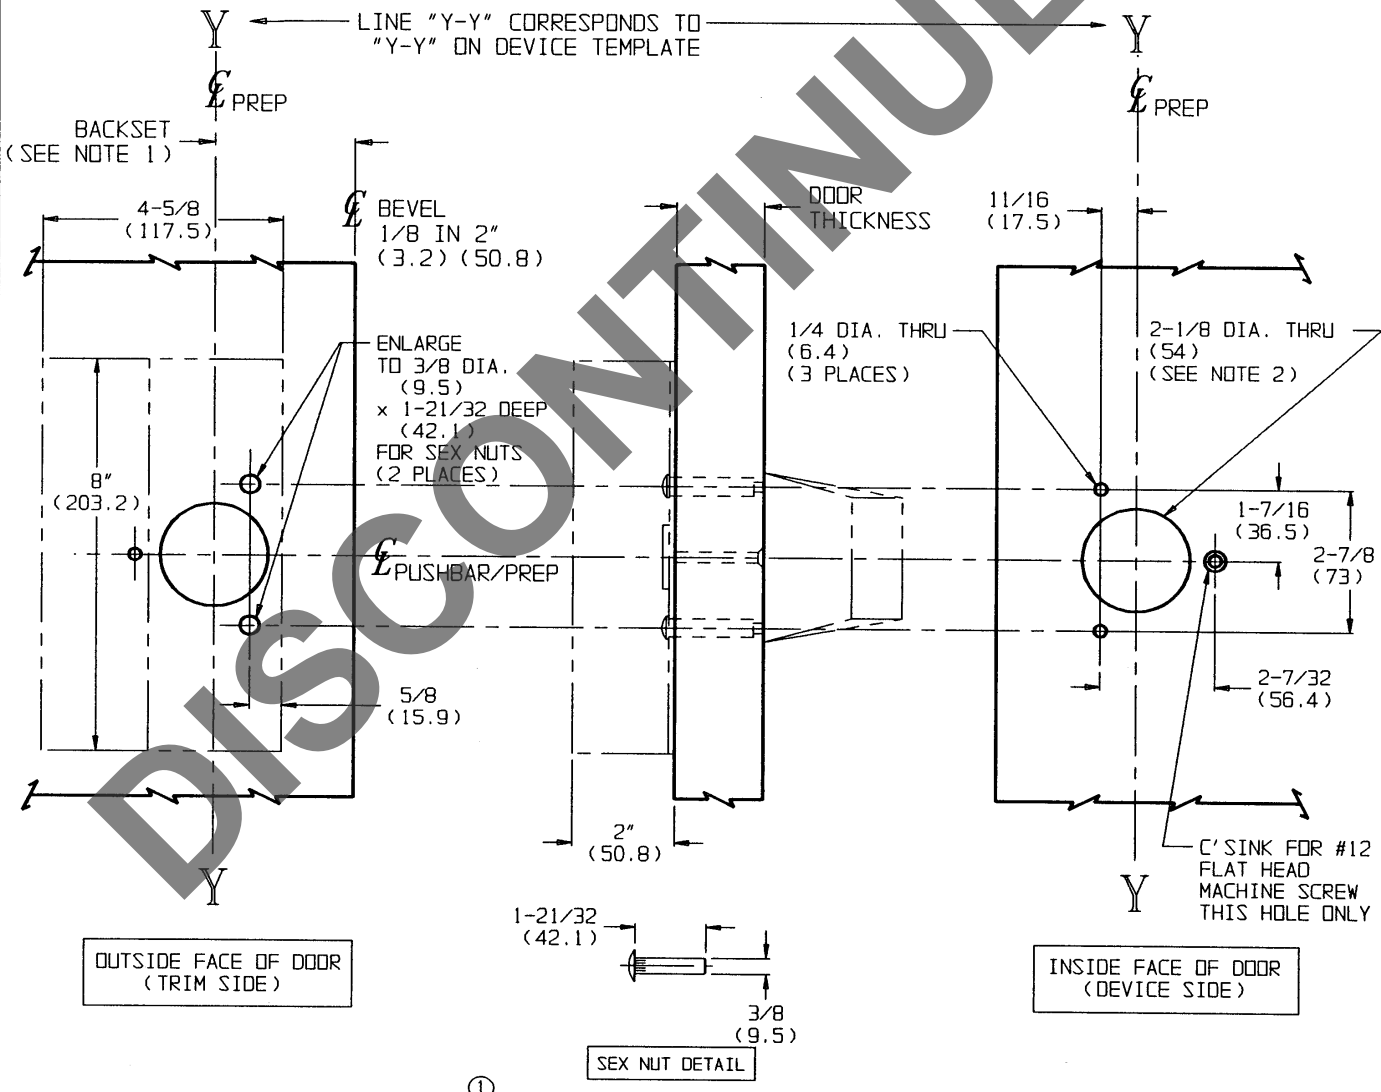 Y
LINE "Y-Y" CORRESPONDS TO
"Y-Y" ON DEVICE TEMPLATE
Y
℄ PREP
℄ PREP
BACKSET
(SEE NOTE 1)
4-5/8
(117.5)
℄ BEVEL
1/8 IN 2"
(3.2) (50.8)
DOOR
THICKNESS
11/16
(17.5)
ENLARGE
TO 3/8 DIA.
(9.5)
x 1-21/32 DEEP
(42.1)
FOR SEX NUTS
(2 PLACES)
1/4 DIA. THRU
(6.4)
(3 PLACES)
2-1/8 DIA. THRU
(54)
(SEE NOTE 2)
8"
(203.2)
1-7/16
(36.5)
2-7/8
(73)
℄ PUSHBAR/PREP
5/8
(15.9)
2-7/32
(56.4)
2"
(50.8)
C'SINK FOR #12
FLAT HEAD
MACHINE SCREW
THIS HOLE ONLY
Y
Y
1-21/32
(42.1)
3/8
(9.5)
OUTSIDE FACE OF DOOR
(TRIM SIDE)
INSIDE FACE OF DOOR
(DEVICE SIDE)
SEX NUT DETAIL
1
DISCONTINUE